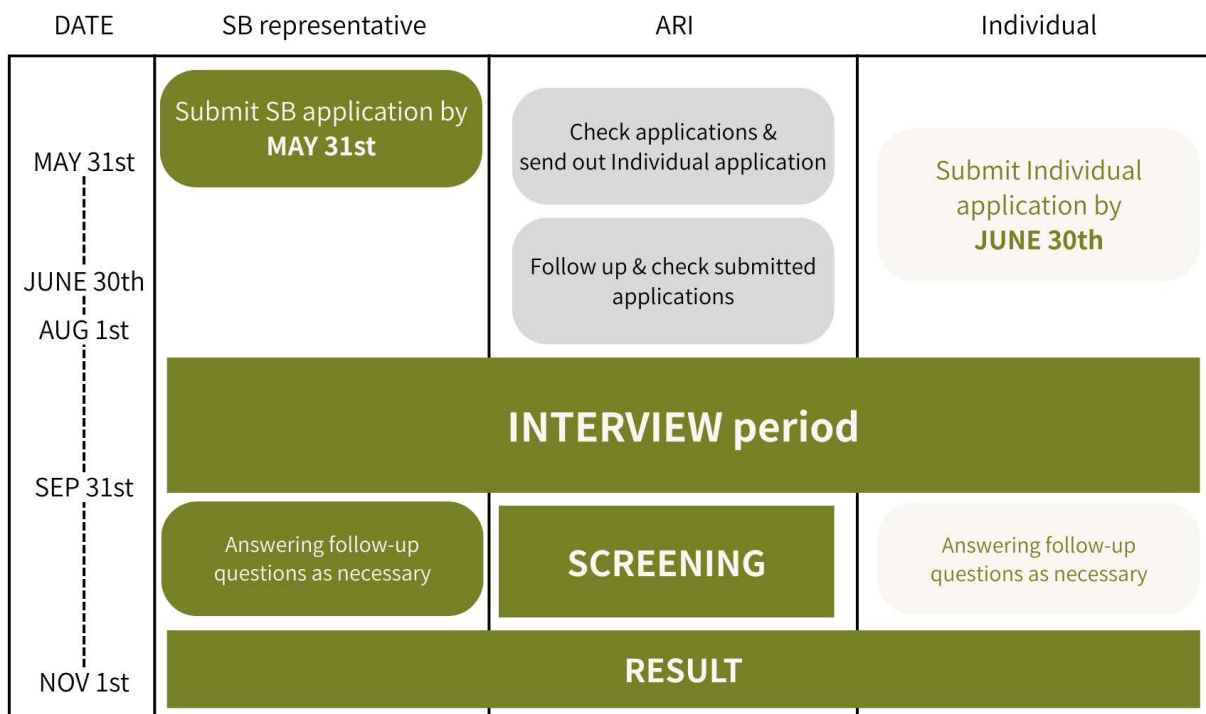 DATE
SB representative
ARI
Individual
MAY 31st
JUNE 30th
AUG 1st
SEP 31st
NOV 1st
Submit SB application by
MAY 31st
Check applications &
send out Individual application
Submit Individual
application by
JUNE 30th
Follow up & check submitted
applications
INTERVIEW period
Answering follow-up
questions as necessary
SCREENING
Answering follow-up
questions as necessary
RESULT